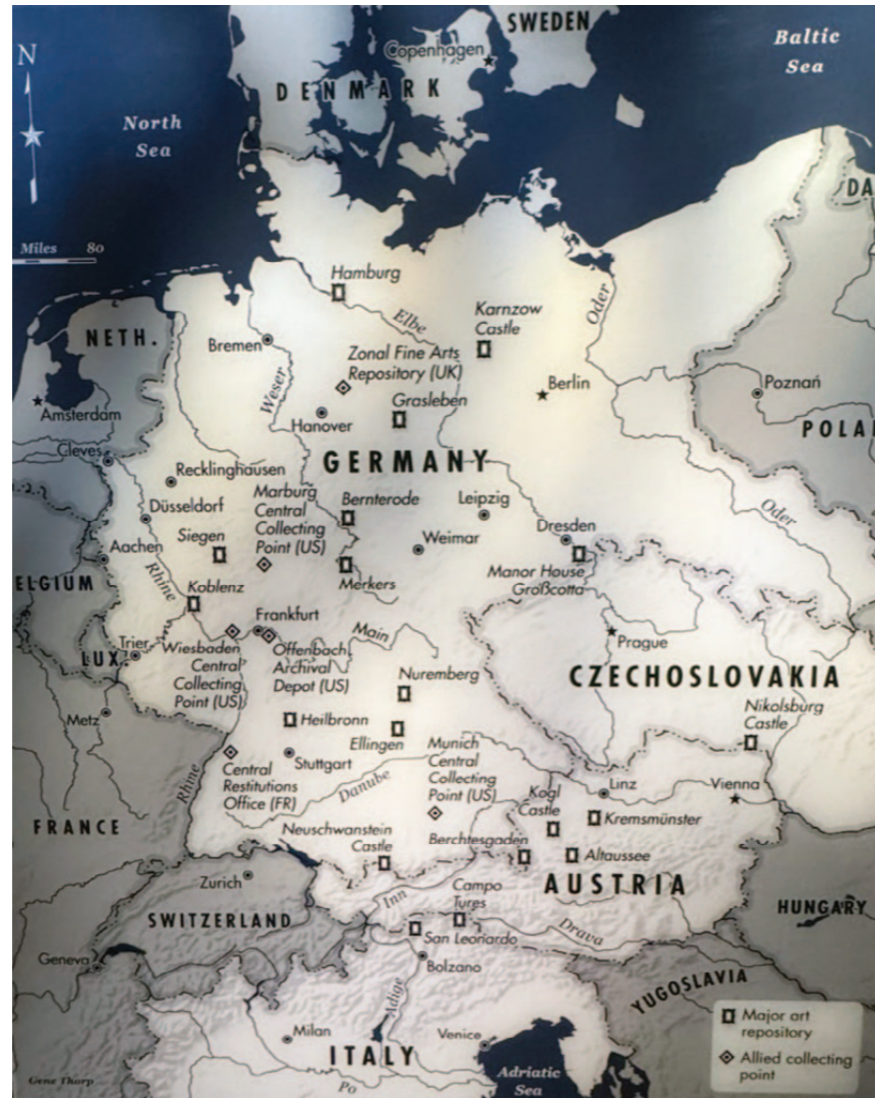 SWEDEN
Copenhagen
Baltic
Sea
N
DENMARK
North
Sea
DA
Miles 80
Hamburg
Elbe
Karnzow
Castle
Oder
NETH.
Bremen
Zonal Fine Arts
Repository (UK)
Weser
Berlin
Poznań
Amsterdam
Grasleben
Hanover
POLA
Cleves
GERMANY
Recklinghausen
Marburg
Central
Collecting
Point (US)
Bernterode
Leipzig
Oder
Düsseldorf
Siegen
Weimar
Dresden
Aachen
Rhine
Merkers
Manor House
Großcotta
ELGIUM
Koblenz
Frankfurt
Main
Prague
Trier
LUX.
Wiesbaden
Central
Collecting
Point (US)
Offenbach
Archival
Depot (US)
Nuremberg
CZECHOSLOVAKIA
Metz
Heilbronn
Ellingen
Nikolsburg
Castle
Stuttgart
Munich
Central
Collecting
Point (US)
Rhine
Central
Restitutions
Office (FR)
Danube
Kogl
Castle
Linz
Vienna
FRANCE
Kremsmünster
Neuschwanstein
Castle
Berchtesgaden
Altaussee
Zurich
AUSTRIA
Inn
Campo
Tures
SWITZERLAND
HUNGARY
San Leonardo
Drava
Geneva
Bolzano
YUGOSLAVIA
Adige
Milan
Venice
ITALY
Major art
repository
Allied collecting
point
Adriatic
Sea
Gene Thorp
Po